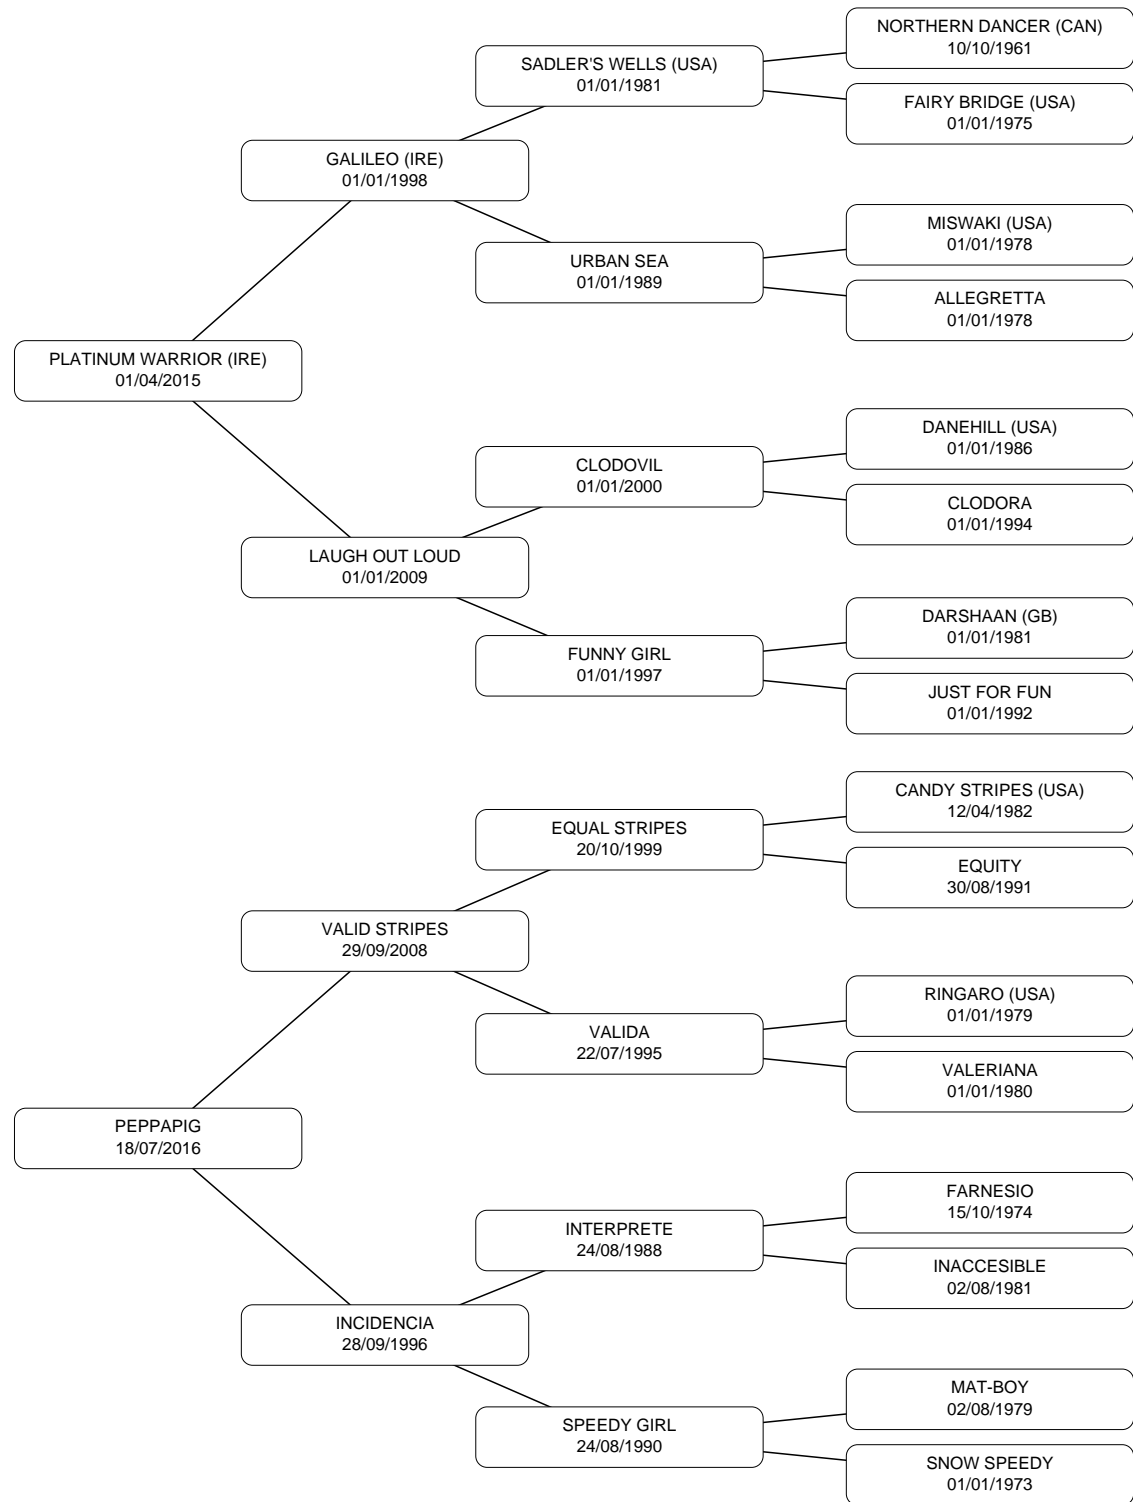 NORTHERN DANCER (CAN)
10/10/1961
SADLER'S WELLS (USA)
01/01/1981
FAIRY BRIDGE (USA)
01/01/1975
GALILEO (IRE)
01/01/1998
MISWAKI (USA)
01/01/1978
URBAN SEA
01/01/1989
ALLEGRETTA
01/01/1978
PLATINUM WARRIOR (IRE)
01/04/2015
DANEHILL (USA)
01/01/1986
CLODOVIL
01/01/2000
CLODORA
01/01/1994
LAUGH OUT LOUD
01/01/2009
DARSHAAN (GB)
01/01/1981
FUNNY GIRL
01/01/1997
JUST FOR FUN
01/01/1992
CANDY STRIPES (USA)
12/04/1982
EQUAL STRIPES
20/10/1999
EQUITY
30/08/1991
VALID STRIPES
29/09/2008
RINGARO (USA)
01/01/1979
VALIDA
22/07/1995
VALERIANA
01/01/1980
PEPPAPIG
18/07/2016
FARNESIO
15/10/1974
INTERPRETE
24/08/1988
INACCESIBLE
02/08/1981
INCIDENCIA
28/09/1996
MAT-BOY
02/08/1979
SPEEDY GIRL
24/08/1990
SNOW SPEEDY
01/01/1973